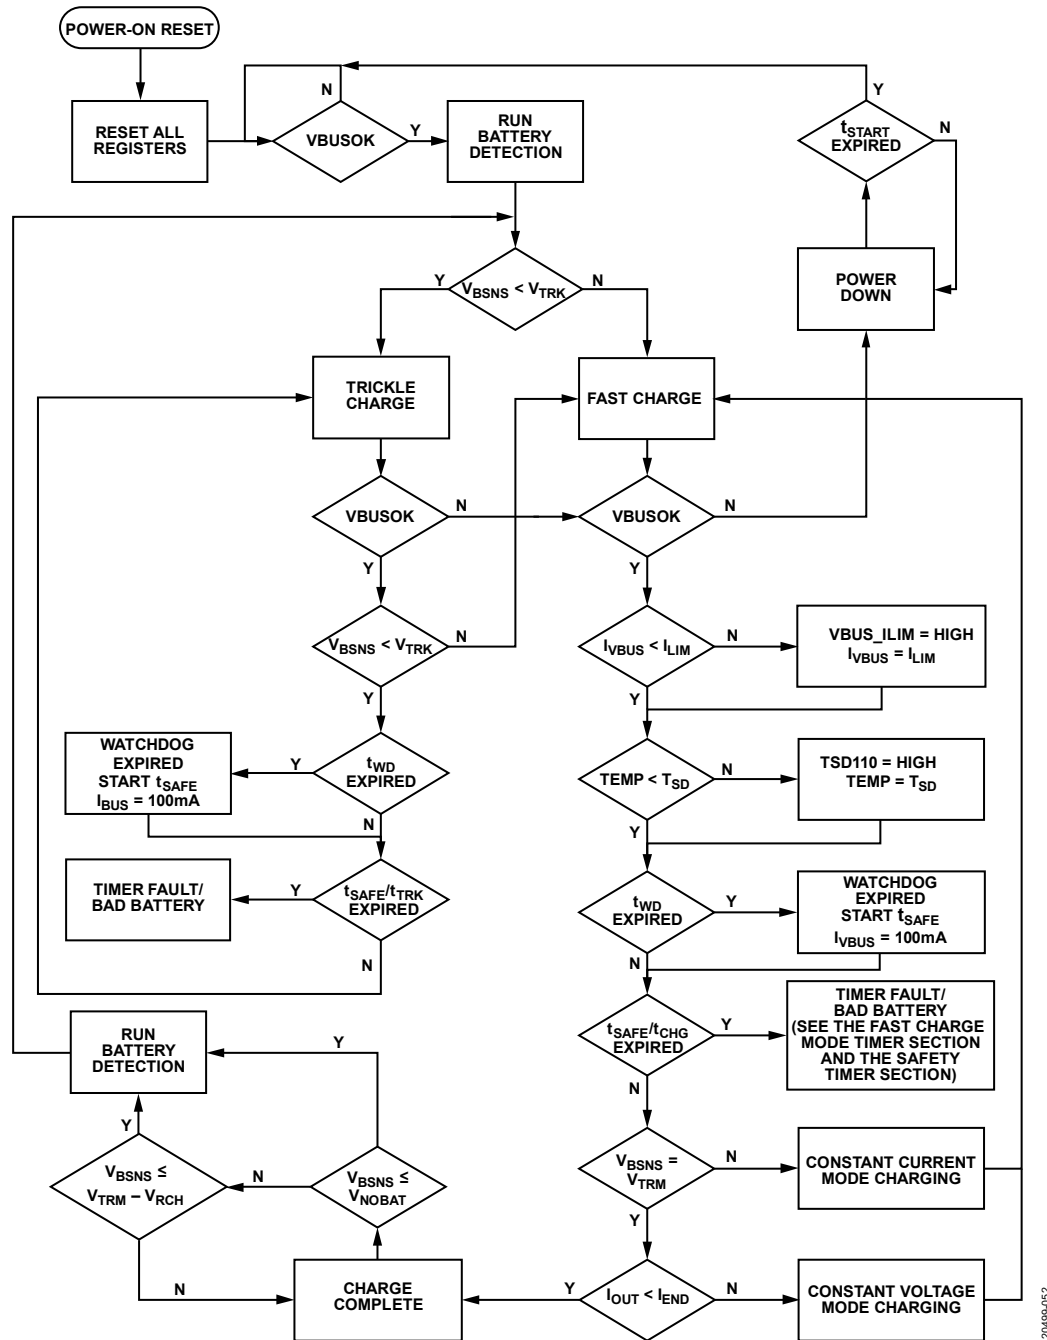 POWER-ON RESET
RESET ALL
REGISTERS
N
VBUSOK
Y
RUN
BATTERY
DETECTION
Y
tSTART
EXPIRED
N
POWER
DOWN
Y
VBSNS < VTRK
N
TRICKLE
CHARGE
FAST CHARGE
VBUSOK
N
VBUSOK
N
Y
Y
VBSNS < VTRK
N
IVBUS < ILIM
N
VBUS_ILIM = HIGH
IVBUS = ILIM
Y
Y
WATCHDOG
EXPIRED
START tSAFE
IBUS = 100mA
Y
tWD
EXPIRED
N
TEMP < TSD
N
TSD110 = HIGH
TEMP = TSD
Y
TIMER FAULT/
BAD BATTERY
Y
tSAFE/tTRK
EXPIRED
N
tWD
EXPIRED
Y
WATCHDOG
EXPIRED
START tSAFE
IVBUS = 100mA
N
tSAFE/tCHG
EXPIRED
Y
TIMER FAULT/
BAD BATTERY
(SEE THE FAST CHARGE
MODE TIMER SECTION
AND THE SAFETY
TIMER SECTION)
N
RUN
BATTERY
DETECTION
Y
Y
VBSNS ≤
VTRM – VRCH
N
VBSNS ≤
VNOBAT
VBSNS =
VTRM
N
CONSTANT CURRENT
MODE CHARGING
Y
N
CHARGE
COMPLETE
Y
IOUT < IEND
N
CONSTANT VOLTAGE
MODE CHARGING
20499-052